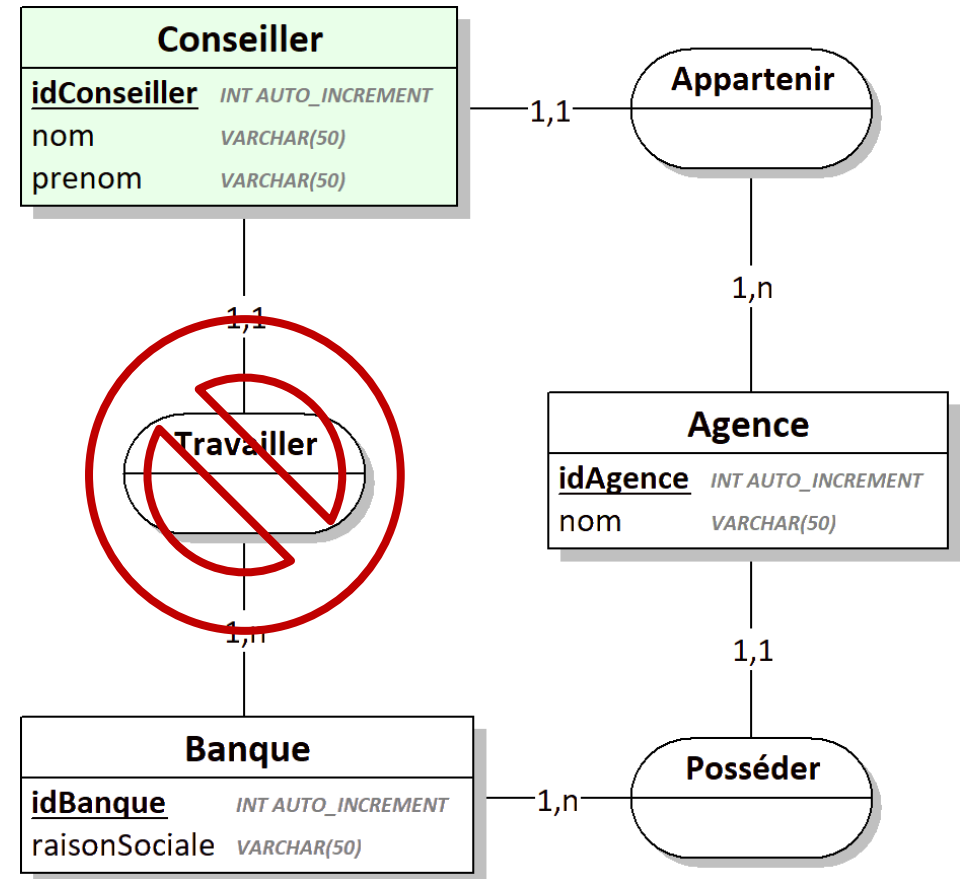 Conseiller
idConseiller INT AUTO_INCREMENT
nom VARCHAR(50)
prenom VARCHAR(50)
1,1
Appartenir
1,n
1,1
Travailler
1,n
Agence
idAgence INT AUTO_INCREMENT
nom VARCHAR(50)
1,1
Banque
idBanque INT AUTO_INCREMENT
raisonSociale VARCHAR(50)
1,n
Posséder